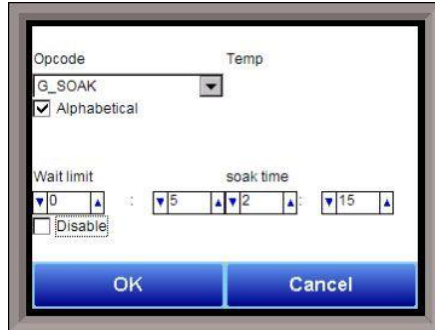 Opcode Temp
G_SOAK
Alphabetical
Wait limit soak time
0 : 5 2 : 15
Disable
OK Cancel